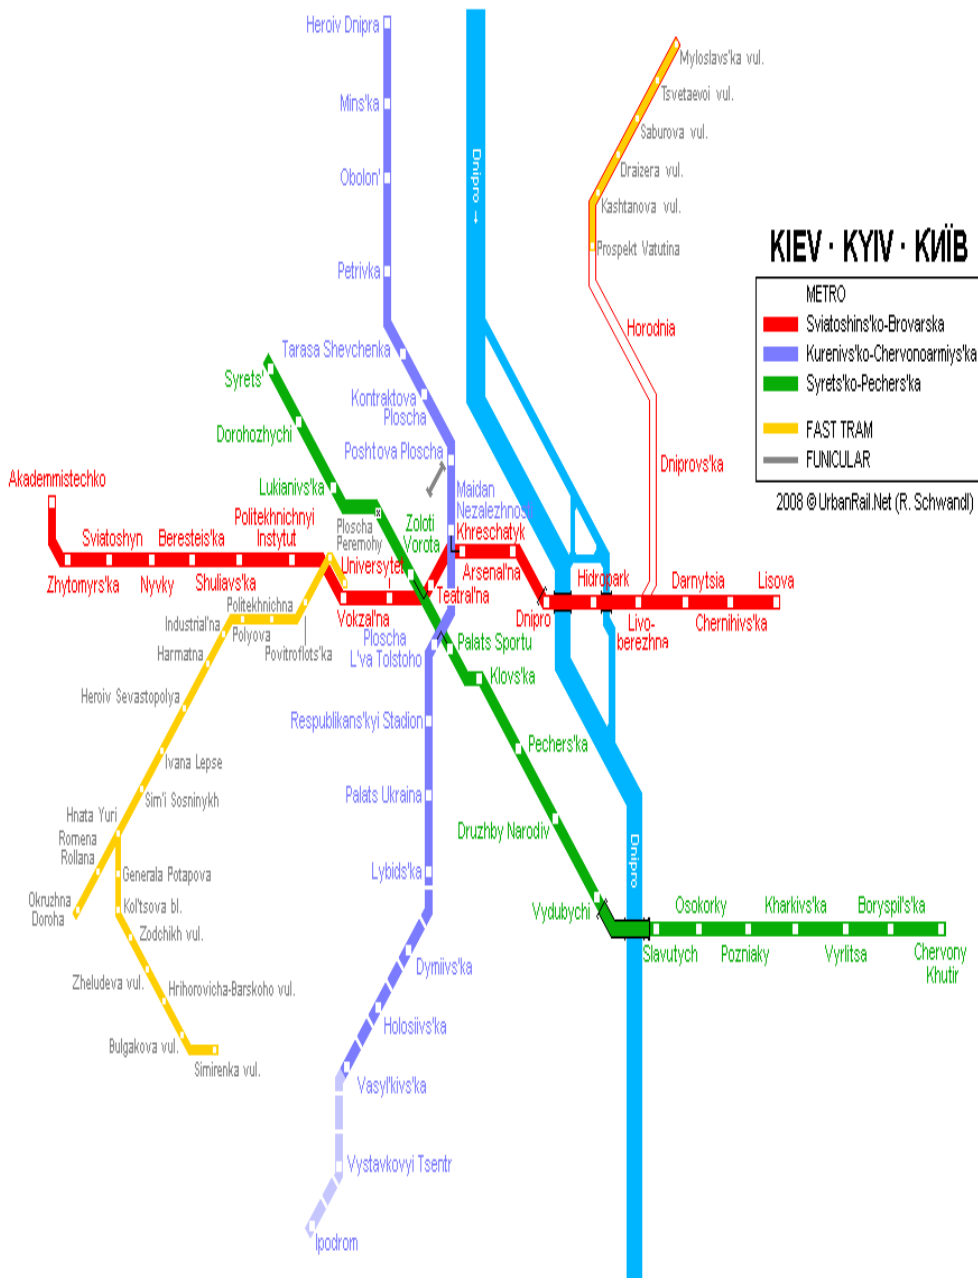 Heroiv Dnipra
Mins'ka
Obolon'
Petrivka
Tarasa Shevchenka
Kontraktova
Ploscha
Poshtova Ploscha
Maidan
Nezalezhnosti
Dnipro →
Myloslavs'ka vul.
Tsvetaevoi vul.
Saburova vul.
Draizera vul.
Kashtanova vul.
Prospekt Vatutina
Horodnia
Dniprovs'ka
KIEV · KYIV · КИЇВ
METRO
Sviatoshins'ko-Brovarska
Kurenivs'ko-Chervonoarmiys'ka
Syrets'ko-Pechers'ka
FAST TRAM
FUNICULAR
2008 © UrbanRail.Net (R. Schwandl)
Syrets'
Dorohozhychi
Lukianivs'ka
Ploscha
Peremohy
Zoloti
Vorota
Akademmistechko
Zhytomyrs'ka
Sviatoshyn
Nyvky
Beresteis'ka
Shuliavs'ka
Politekhnichnyi
Instytut
Vokzal'na
Universytet
Teatral'na
Khreschatyk
Arsenal'na
Dnipro
Hidropark
Livo-
berezhna
Darnytsia
Chernihivs'ka
Lisova
Politekhnichna
Industrial'na
Polyova
Povitroflots'ka
Harmatna
Heroiv Sevastopolya
Ivana Lepse
Sim'i Sosninykh
Hnata Yuri
Romena
Rollana
Okruzhna
Doroha
Generala Potapova
Kol'tsova bl.
Zodchikh vul.
Zheludeva vul.
Hrihorovicha-Barskoho vul.
Bulgakova vul.
Simirenka vul.
Ploscha
L'va Tolstoho
Palats Sportu
Klovs'ka
Respublikans'kyi Stadion
Pechers'ka
Palats Ukraina
Druzhby Narodiv
Lybids'ka
Vydubychi
Dnipro
Slavutych
Osokorky
Pozniaky
Kharkivs'ka
Vyrlitsa
Boryspil's'ka
Chervony
Khutir
Dymiivs'ka
Holosiivs'ka
Vasyl'kivs'ka
Vystavkovyi Tsentr
Ipodrom